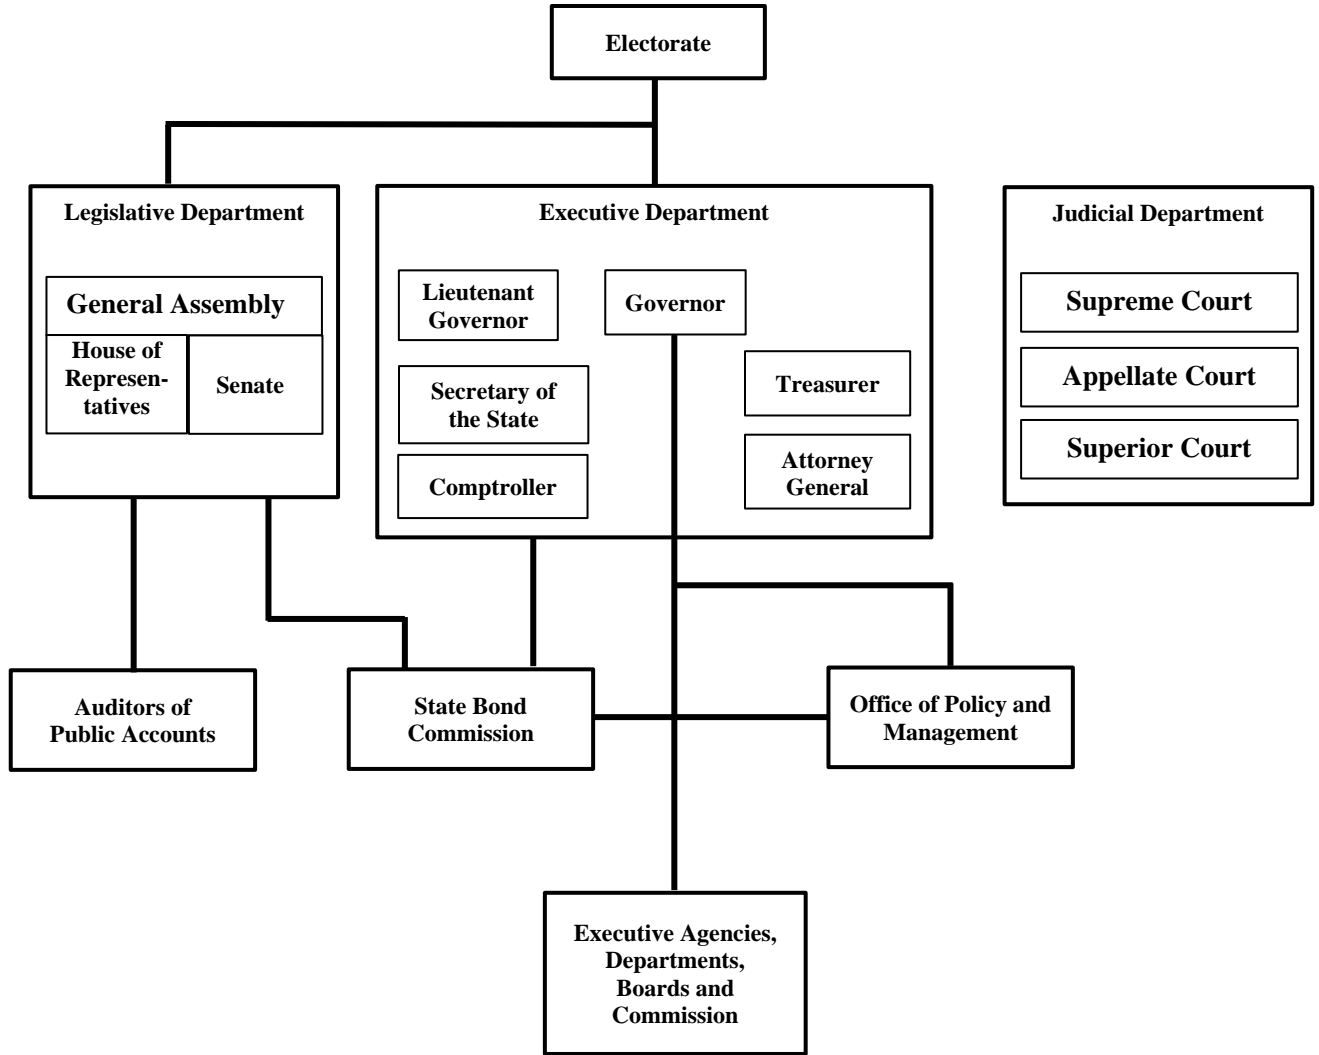 Electorate
Legislative Department
General Assembly
House of
Represen-
tatives
Senate
Executive Department
Lieutenant
Governor
Governor
Secretary of
the State
Treasurer
Comptroller
Attorney
General
Judicial Department
Supreme Court
Appellate Court
Superior Court
Auditors of
Public Accounts
State Bond
Commission
Office of Policy and
Management
Executive Agencies,
Departments,
Boards and
Commission